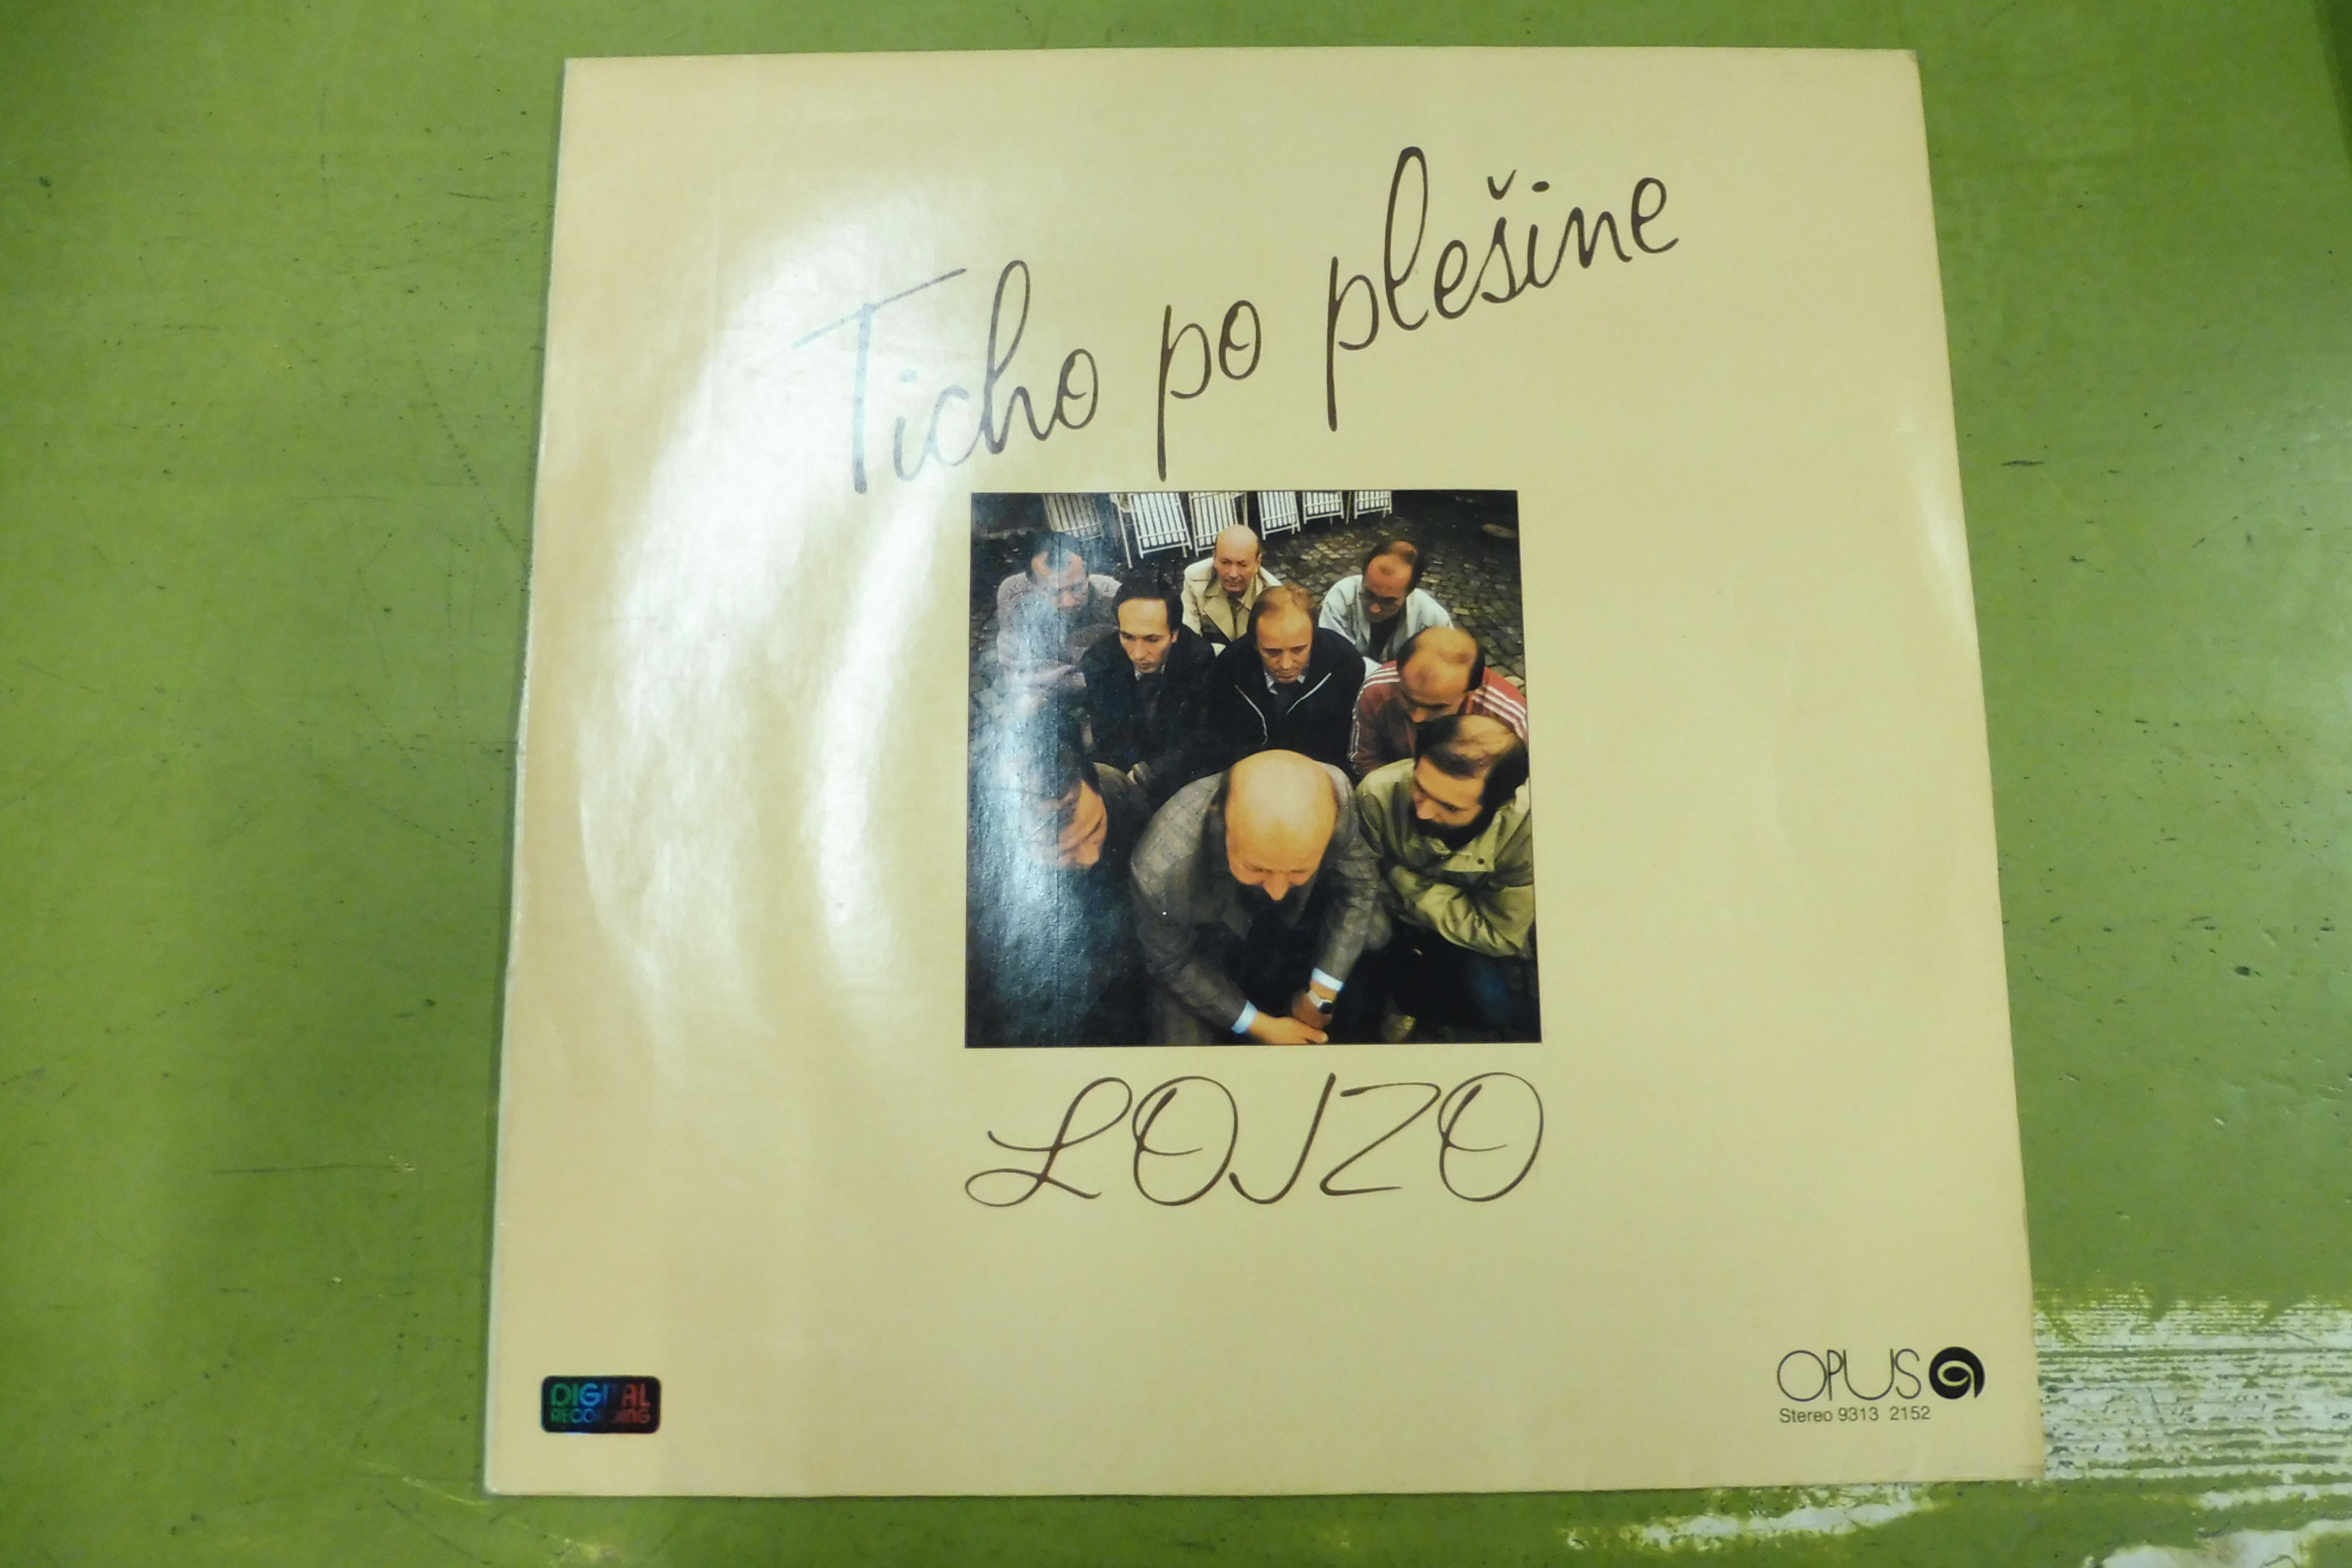 Ticho po plešine
LOJZO
DIGITAL
RECORDING
OPUS
Stereo 9313 2152